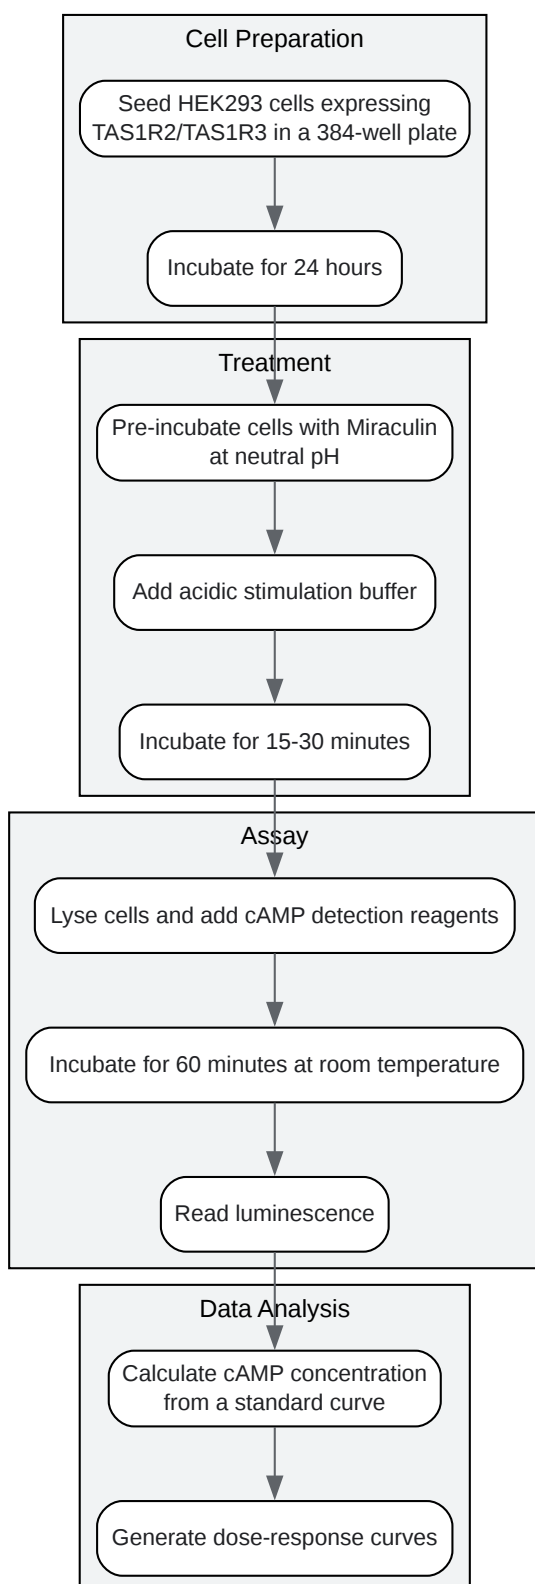 Cell Preparation
Seed HEK293 cells expressing
TAS1R2/TAS1R3 in a 384-well plate
Incubate for 24 hours
Treatment
Pre-incubate cells with Miraculin
at neutral pH
Add acidic stimulation buffer
Incubate for 15-30 minutes
Assay
Lyse cells and add cAMP detection reagents
Incubate for 60 minutes at room temperature
Read luminescence
Data Analysis
Calculate cAMP concentration
from a standard curve
Generate dose-response curves